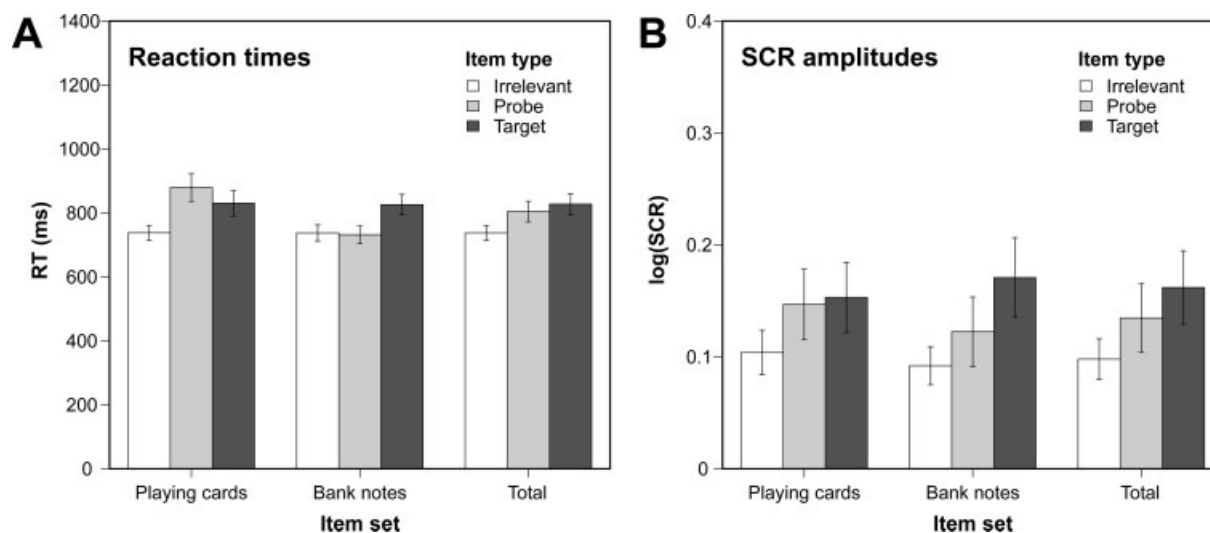 A
Reaction times
Item type
Irrelevant
Probe
Target
1400
1200
1000
800
600
400
200
0
RT (ms)
Playing cards
Bank notes
Total
Item set
B
SCR amplitudes
Item type
Irrelevant
Probe
Target
0.4
0.3
0.2
0.1
0
log(SCR)
Playing cards
Bank notes
Total
Item set